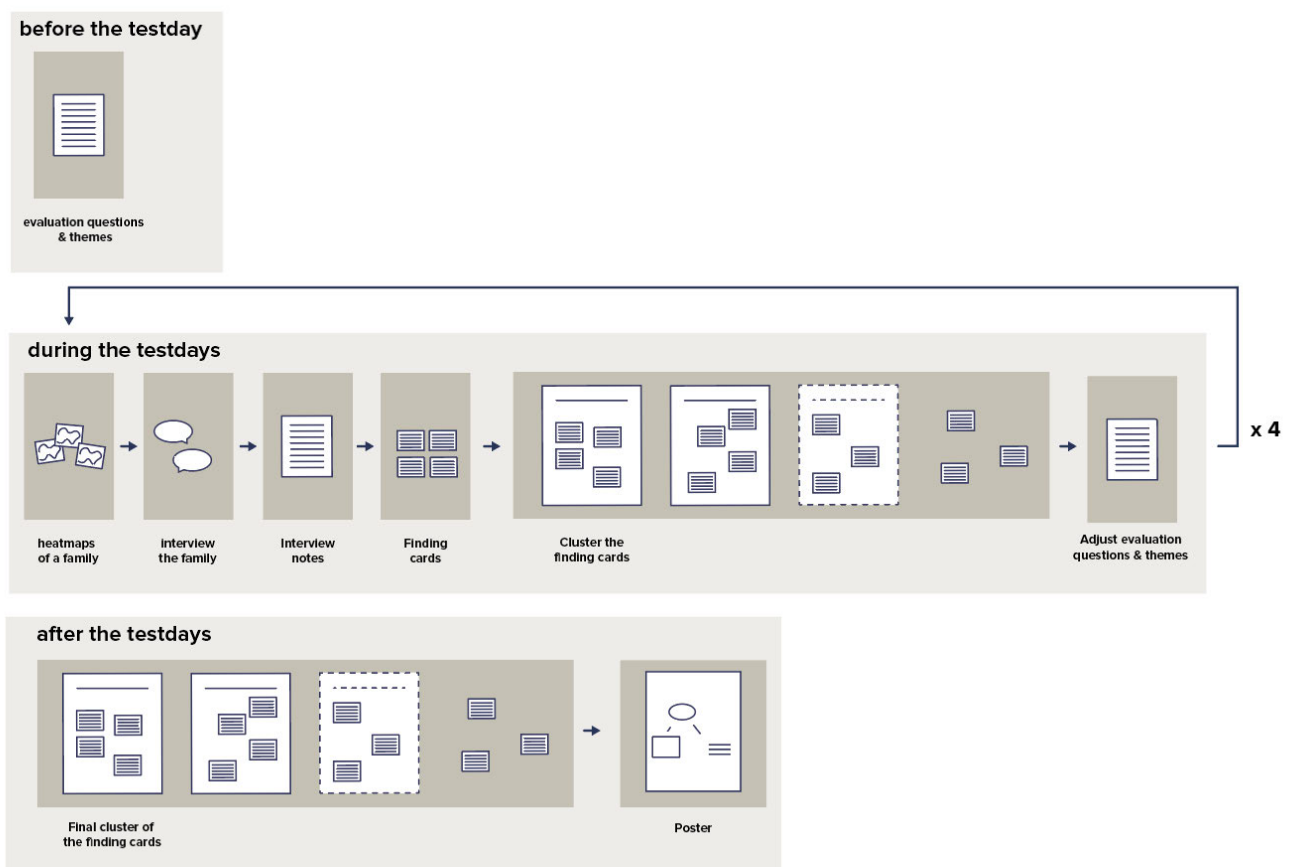 before the testday
evaluation questions
& themes
during the testdays
x 4
heatmaps
of a family
interview
the family
Interview
notes
Finding
cards
Cluster the
finding cards
Adjust evaluation
questions & themes
after the testdays
Final cluster of
the finding cards
Poster